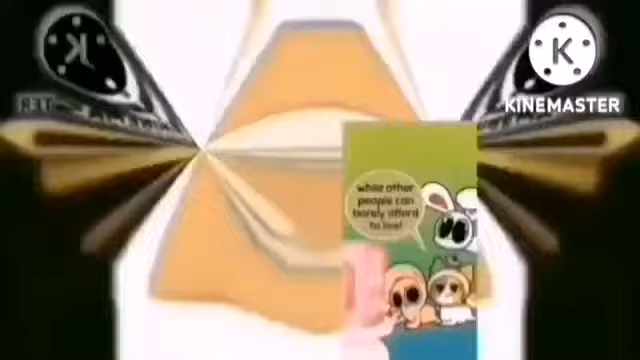 K
KINEMASTER
while other
people can
barely afford
to live!